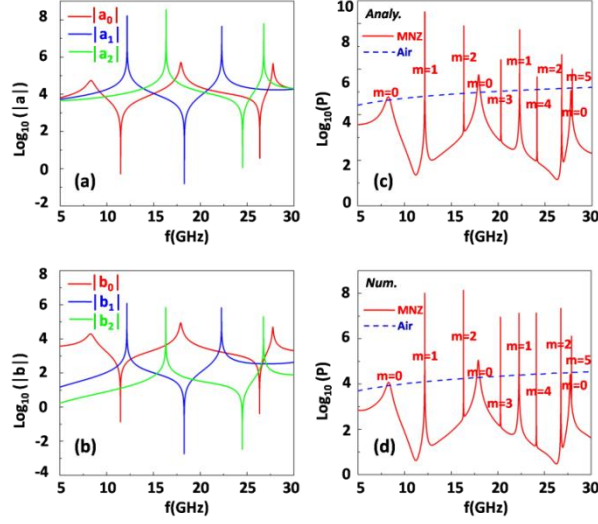 |a₀|
|a₁|
|a₂|
Log₁₀(|a|)
8
6
4
2
0
-2
(a)
5 10 15 20 25 30
f(GHz)
Analy.
MNZ
Air
Log₁₀(P)
10
8
6
4
2
0
m=0
m=1
m=2
m=0
m=3
m=1
m=4
m=2
m=5
m=0
(c)
5 10 15 20 25 30
f(GHz)
|b₀|
|b₁|
|b₂|
Log₁₀(|b|)
8
6
4
2
0
-2
-4
(b)
5 10 15 20 25 30
f(GHz)
Num.
MNZ
Air
Log₁₀(P)
10
8
6
4
2
0
m=0
m=1
m=2
m=0
m=3
m=1
m=4
m=2
m=5
m=0
(d)
5 10 15 20 25 30
f(GHz)